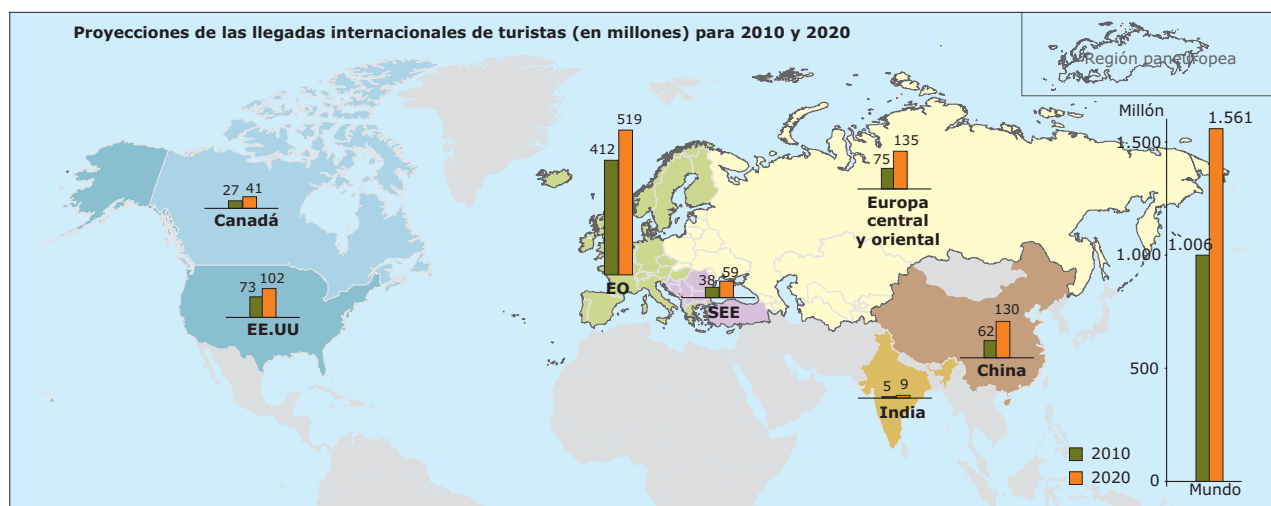 Proyecciones de las llegadas internacionales de turistas (en millones) para 2010 y 2020
Región paneuropea
Millón
1.561
1.500
519
412
135
75
Europa
central
y oriental
27 41
Canadá
1.006
1.000
73 102
EE.UU
38 59
EO
SEE
62 130
China
500
5 9
India
2010
2020
0
Mundo